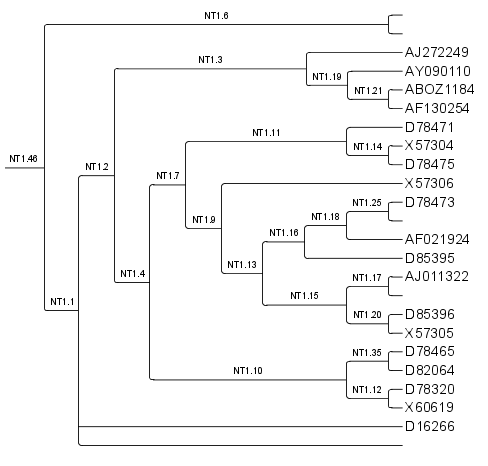 NT1.6
AJ272249
NT1.3
AY090110
NT1.19
ABOZ1184
NT1.21
AF130254
D78471
NT1.11
X57304
NT1.14
NT1.46
D78475
NT1.2
NT1.7
X57306
D78473
NT1.25
NT1.18
NT1.9
NT1.16
AF021924
D85395
NT1.13
NT1.4
AJ011322
NT1.17
NT1.1
NT1.15
D85396
NT1.20
X57305
D78465
NT1.35
D82064
NT1.10
D78320
NT1.12
X60619
D16266